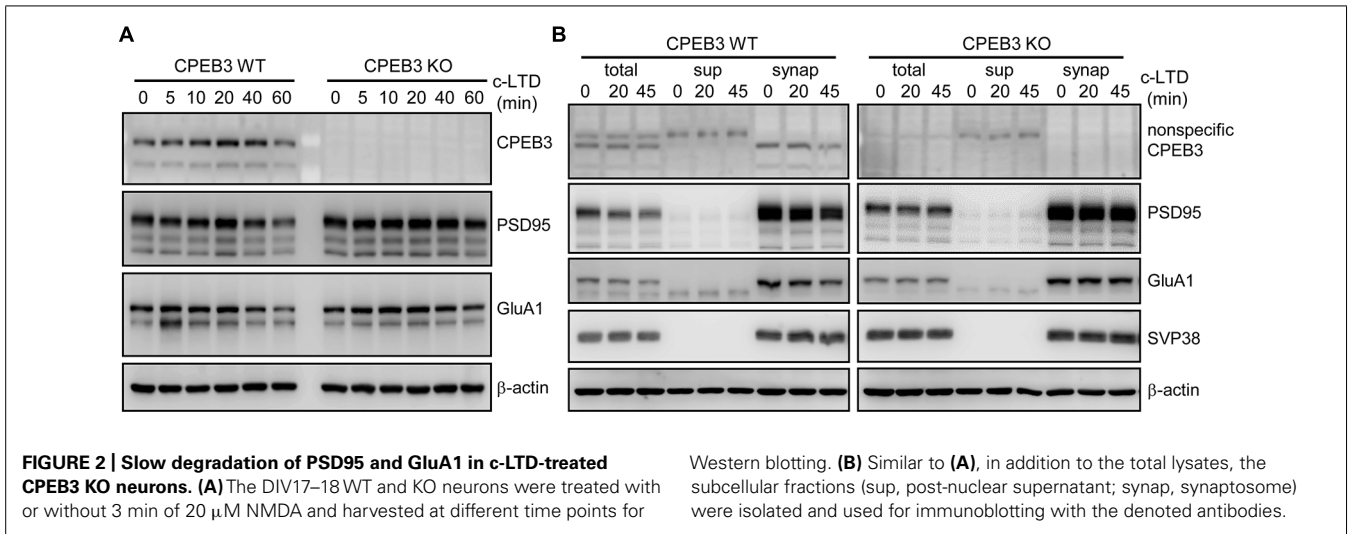 A
CPEB3 WT CPEB3 KO
c-LTD
0 5 10 20 40 60 0 5 10 20 40 60 (min)
CPEB3
PSD95
GluA1
β-actin
B
CPEB3 WT CPEB3 KO
total sup synap total sup synap c-LTD
0 20 45 0 20 45 0 20 45 0 20 45 0 20 45 0 20 45 (min)
nonspecific
CPEB3
PSD95
GluA1
SVP38
β-actin
FIGURE 2 | Slow degradation of PSD95 and GluA1 in c-LTD-treated
CPEB3 KO neurons. (A) The DIV17–18 WT and KO neurons were treated with
or without 3 min of 20 μM NMDA and harvested at different time points for
Western blotting. (B) Similar to (A), in addition to the total lysates, the
subcellular fractions (sup, post-nuclear supernatant; synap, synaptosome)
were isolated and used for immunoblotting with the denoted antibodies.